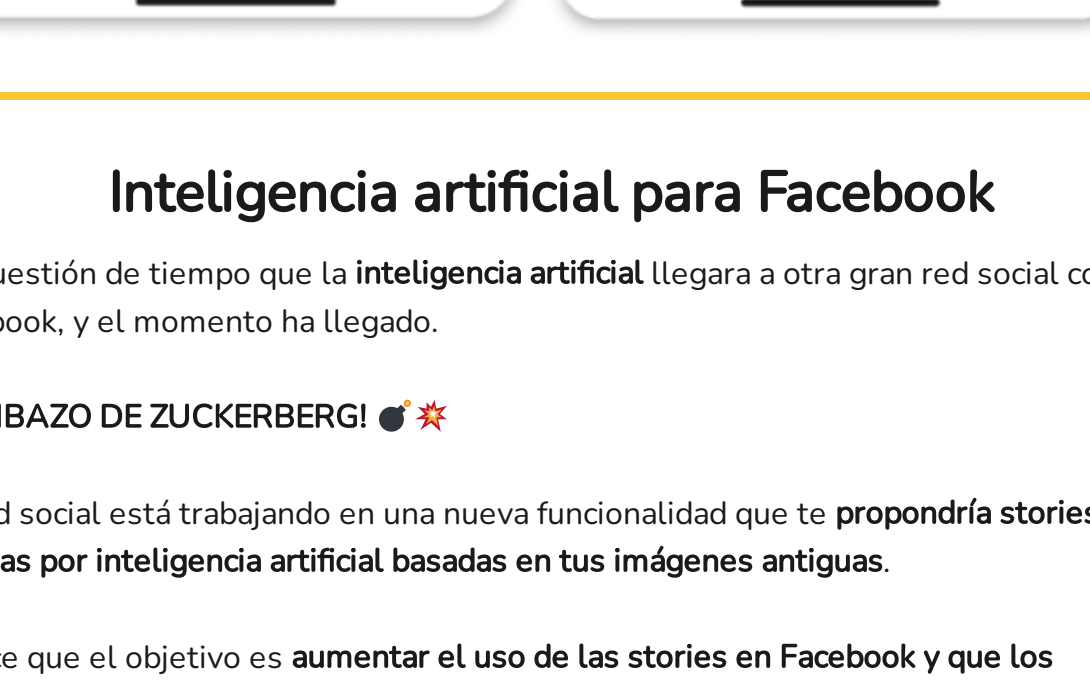 Inteligencia artificial para Facebook
uestión de tiempo que la inteligencia artificial llegara a otra gran red social co
book, y el momento ha llegado.
MBAZO DE ZUCKERBERG! 💣💥
d social está trabajando en una nueva funcionalidad que te propondría stories
as por inteligencia artificial basadas en tus imágenes antiguas.
ce que el objetivo es aumentar el uso de las stories en Facebook y que los